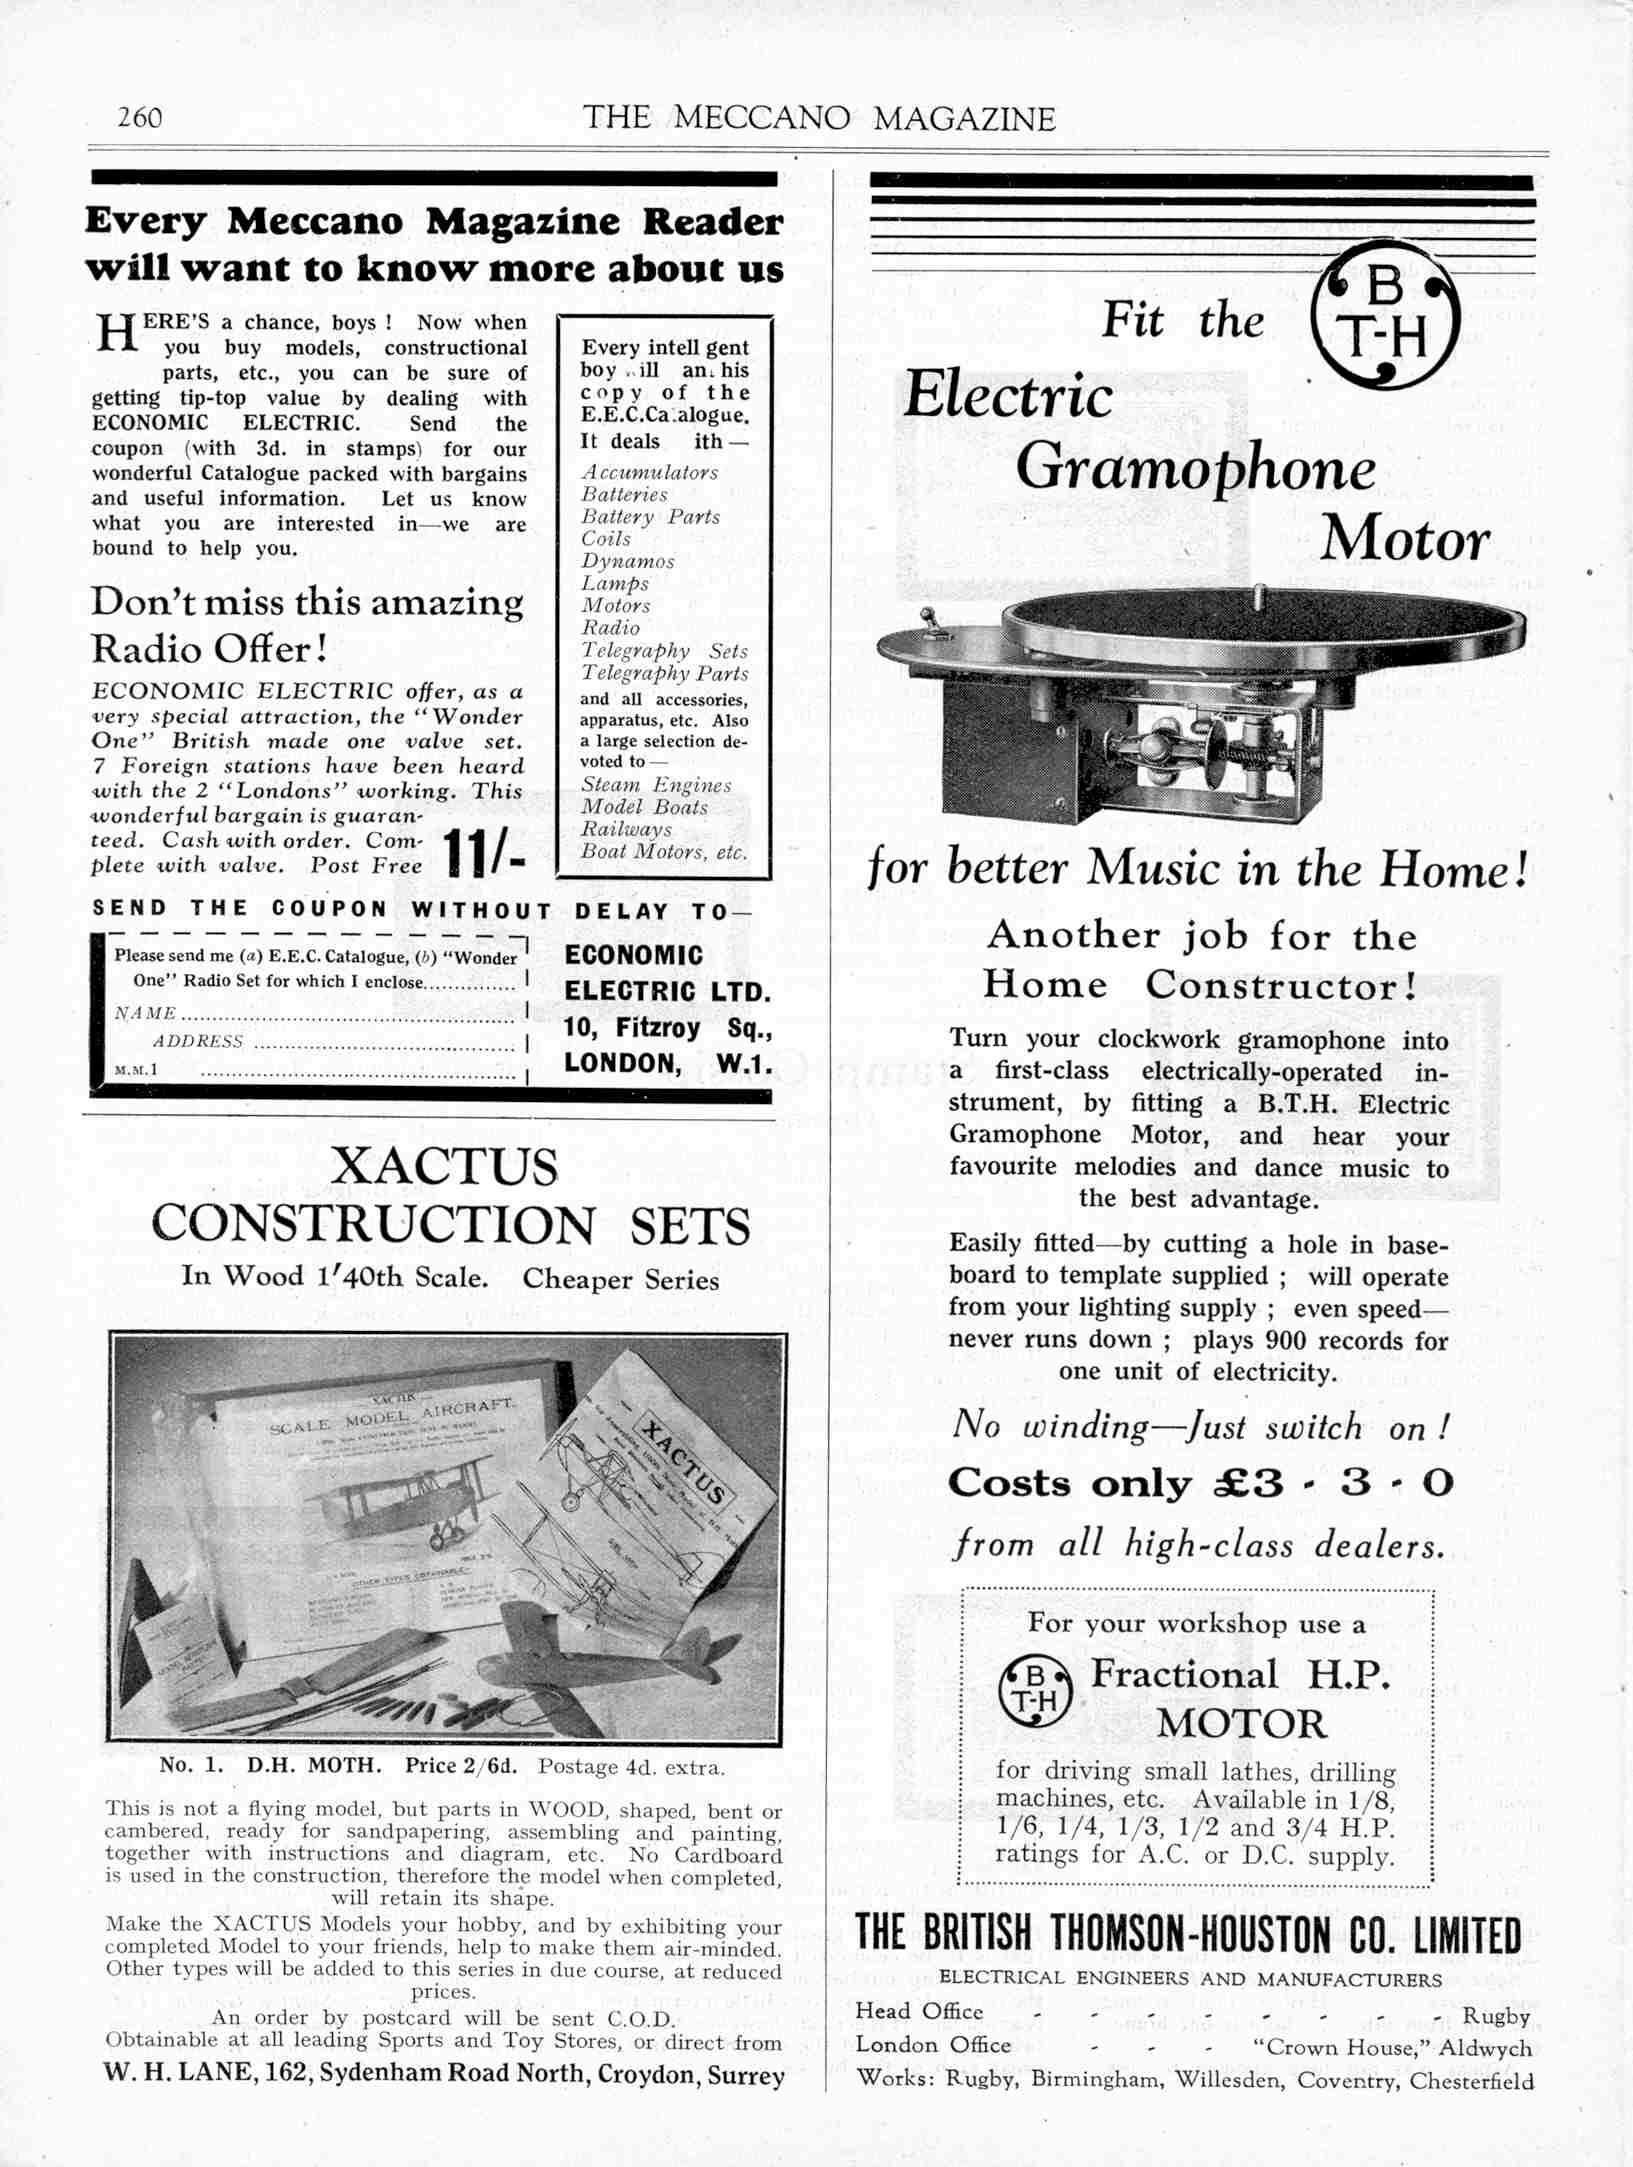 260
THE MECCANO MAGAZINE
Every Meccano Magazine Reader
will want to know more about us
HERE'S a chance, boys ! Now when
you buy models, constructional
parts, etc., you can be sure of
getting tip-top value by dealing with
ECONOMIC ELECTRIC. Send the
coupon (with 3d. in stamps) for our
wonderful Catalogue packed with bargains
and useful information. Let us know
what you are interested in—we are
bound to help you.
Don't miss this amazing
Radio Offer!
ECONOMIC ELECTRIC offer, as a
very special attraction, the "Wonder
One" British made one valve set.
7 Foreign stations have been heard
with the 2 "Londons" working. This
wonderful bargain is guaran-
teed. Cash with order. Com-
plete with valve. Post Free
11/-
Every intell gent
boy ill an his
copy of the
E.E.C.Ca alogue.
It deals ith—
Accumulators
Batteries
Battery Parts
Coils
Dynamos
Lamps
Motors
Radio
Telegraphy Sets
Telegraphy Parts
and all accessories,
apparatus, etc. Also
a large selection de-
voted to—
Steam Engines
Model Boats
Railways
Boat Motors, etc.
SEND THE COUPON WITHOUT DELAY TO—
Please send me (a) E.E.C. Catalogue, (b) "Wonder
One" Radio Set for which I enclose..............
NAME
ADDRESS
M.M.1
ECONOMIC
ELECTRIC LTD.
10, Fitzroy Sq.,
LONDON, W.1.
XACTUS
CONSTRUCTION SETS
In Wood 1'40th Scale. Cheaper Series
XACTUS
SCALE MODEL AIRCRAFT.
OTHER TYPES OBTAINABLE
XACTUS
No. 1. D.H. MOTH. Price 2/6d. Postage 4d. extra.
This is not a flying model, but parts in WOOD, shaped, bent or
cambered, ready for sandpapering, assembling and painting,
together with instructions and diagram, etc. No Cardboard
is used in the construction, therefore the model when completed,
will retain its shape.
Make the XACTUS Models your hobby, and by exhibiting your
completed Model to your friends, help to make them air-minded.
Other types will be added to this series in due course, at reduced
prices.
An order by postcard will be sent C.O.D.
Obtainable at all leading Sports and Toy Stores, or direct from
W. H. LANE, 162, Sydenham Road North, Croydon, Surrey
Fit the
B
T-H
Electric
Gramophone
Motor
for better Music in the Home!
Another job for the
Home Constructor!
Turn your clockwork gramophone into
a first-class electrically-operated in-
strument, by fitting a B.T.H. Electric
Gramophone Motor, and hear your
favourite melodies and dance music to
the best advantage.
Easily fitted—by cutting a hole in base-
board to template supplied ; will operate
from your lighting supply ; even speed—
never runs down ; plays 900 records for
one unit of electricity.
No winding—Just switch on !
Costs only £3 - 3 - 0
from all high-class dealers.
For your workshop use a
B
T-H
Fractional H.P.
MOTOR
for driving small lathes, drilling
machines, etc. Available in 1/8,
1/6, 1/4, 1/3, 1/2 and 3/4 H.P.
ratings for A.C. or D.C. supply.
THE BRITISH THOMSON-HOUSTON CO. LIMITED
ELECTRICAL ENGINEERS AND MANUFACTURERS
Head Office - - - - - - - - Rugby
London Office - - - "Crown House," Aldwych
Works: Rugby, Birmingham, Willesden, Coventry, Chesterfield